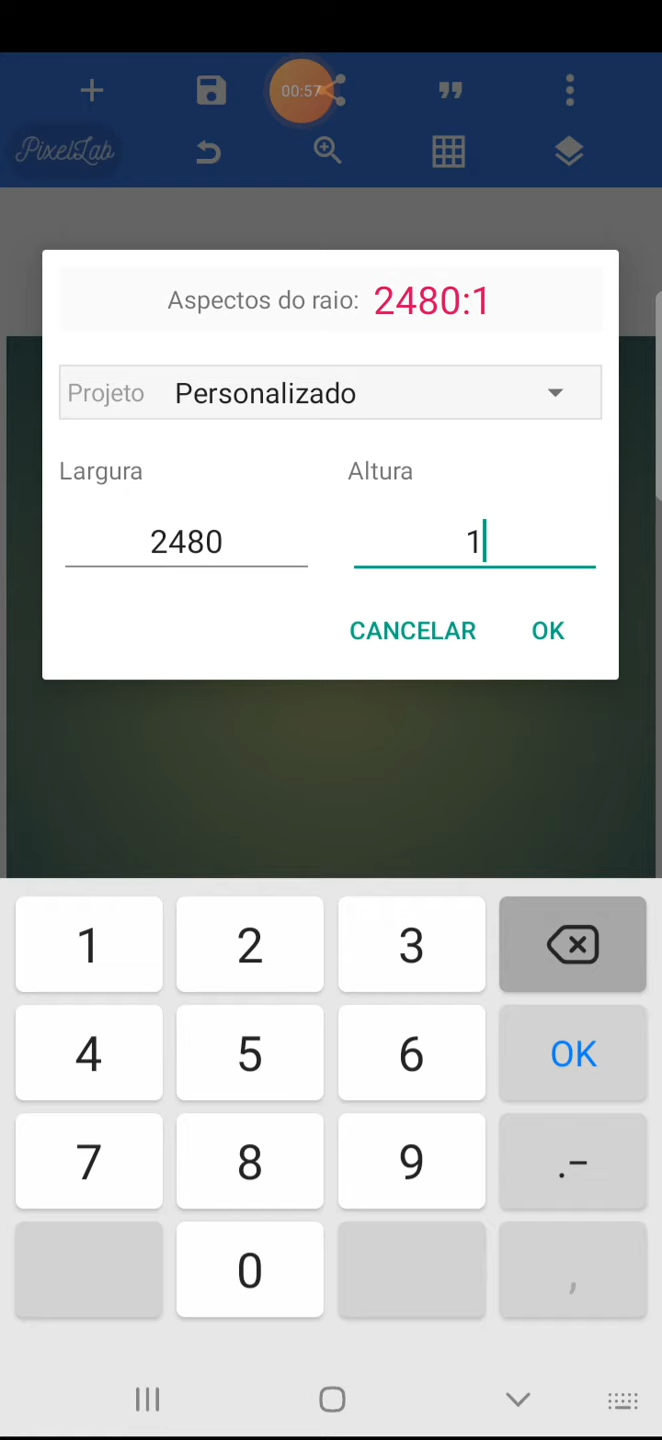 00:57
PixelLab
Aspectos do raio: 2480:1
Projeto Personalizado
Largura Altura
2480 1
CANCELAR OK
1 2 3
4 5 6 OK
7 8 9 .-
0 ,